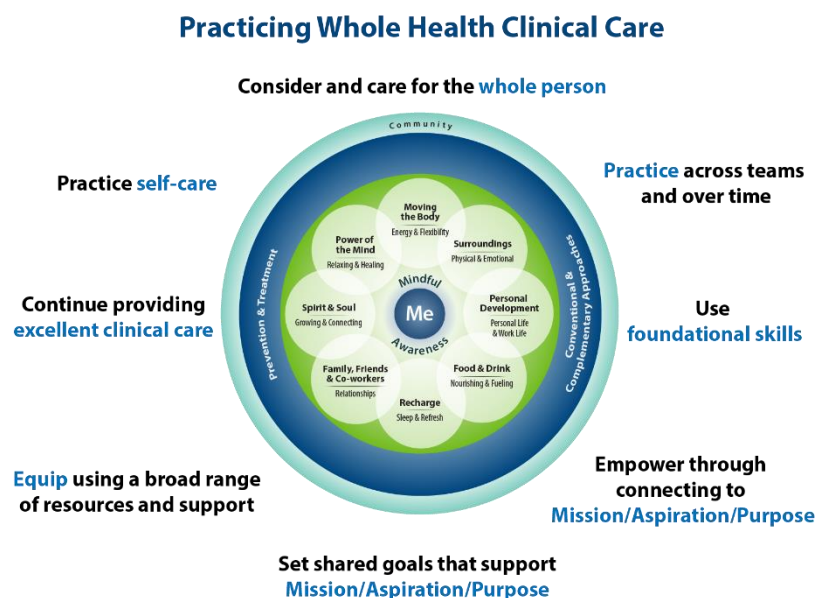 Practicing Whole Health Clinical Care
Consider and care for the whole person
Practice across teams
and over time
Use
foundational skills
Empower through
connecting to
Mission/Aspiration/Purpose
Set shared goals that support
Mission/Aspiration/Purpose
Equip using a broad range
of resources and support
Continue providing
excellent clinical care
Practice self-care
Community
Prevention & Treatment
Conventional &
Complementary Approaches
Moving
the Body
Energy & Flexibility
Surroundings
Physical & Emotional
Personal
Development
Personal Life
& Work Life
Food & Drink
Nourishing & Fueling
Recharge
Sleep & Refresh
Family, Friends
& Co-workers
Relationships
Spirit & Soul
Growing & Connecting
Power of
the Mind
Relaxing & Healing
Mindful
Me
Awareness